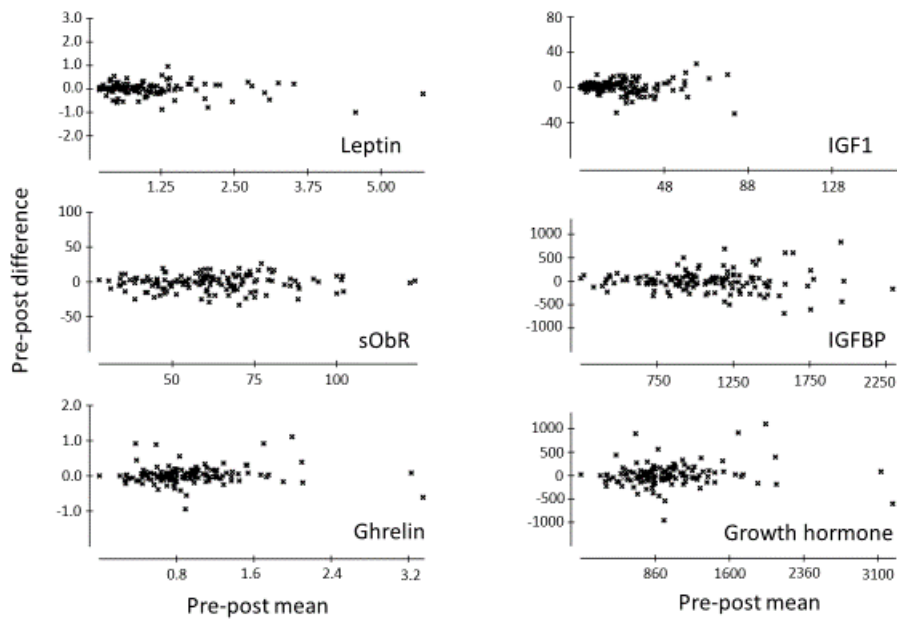 3.0
2.0
1.0
0.0
-1.0
-2.0
Leptin
1.25 2.50 3.75 5.00
80
40
0
-40
IGF1
48 88 128
Pre-post difference
100
50
0
-50
sObR
50 75 100
1000
500
0
-500
-1000
IGFBP
750 1250 1750 2250
2.0
1.0
0.0
-1.0
Ghrelin
0.8 1.6 2.4 3.2
Pre-post mean
1000
500
0
-500
-1000
Growth hormone
860 1600 2360 3100
Pre-post mean